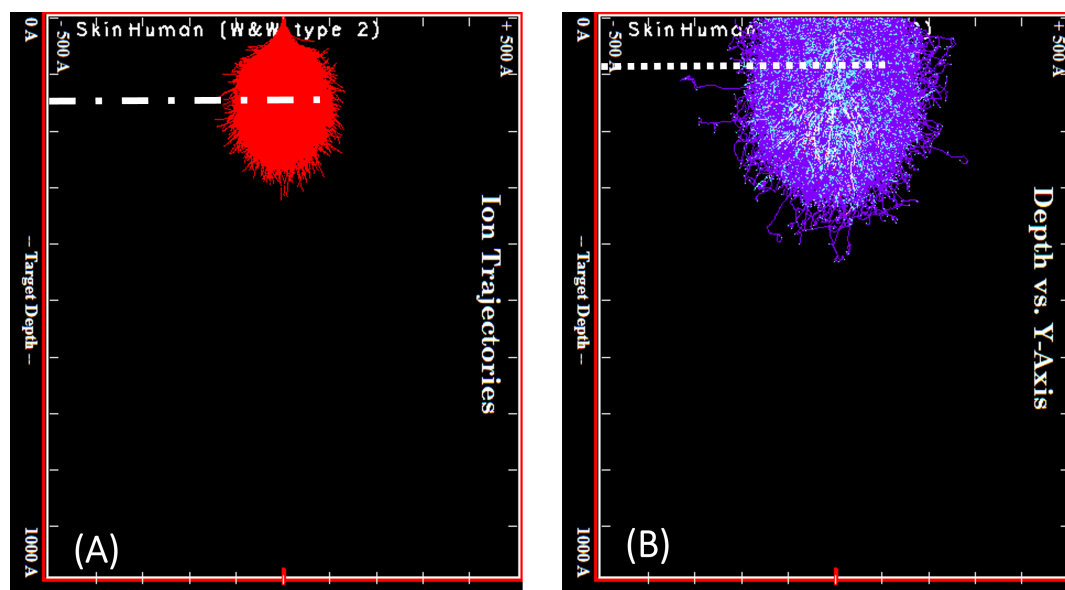 Skin Human (W&W type 2)
0 A
- 500 A
+ 500 A
Ion Trajectories
-- Target Depth --
1000 A
(A)
Skin Human
)
0 A
500 A
+ 500 A
Depth vs. Y-Axis
-- Target Depth --
1000 A
(B)